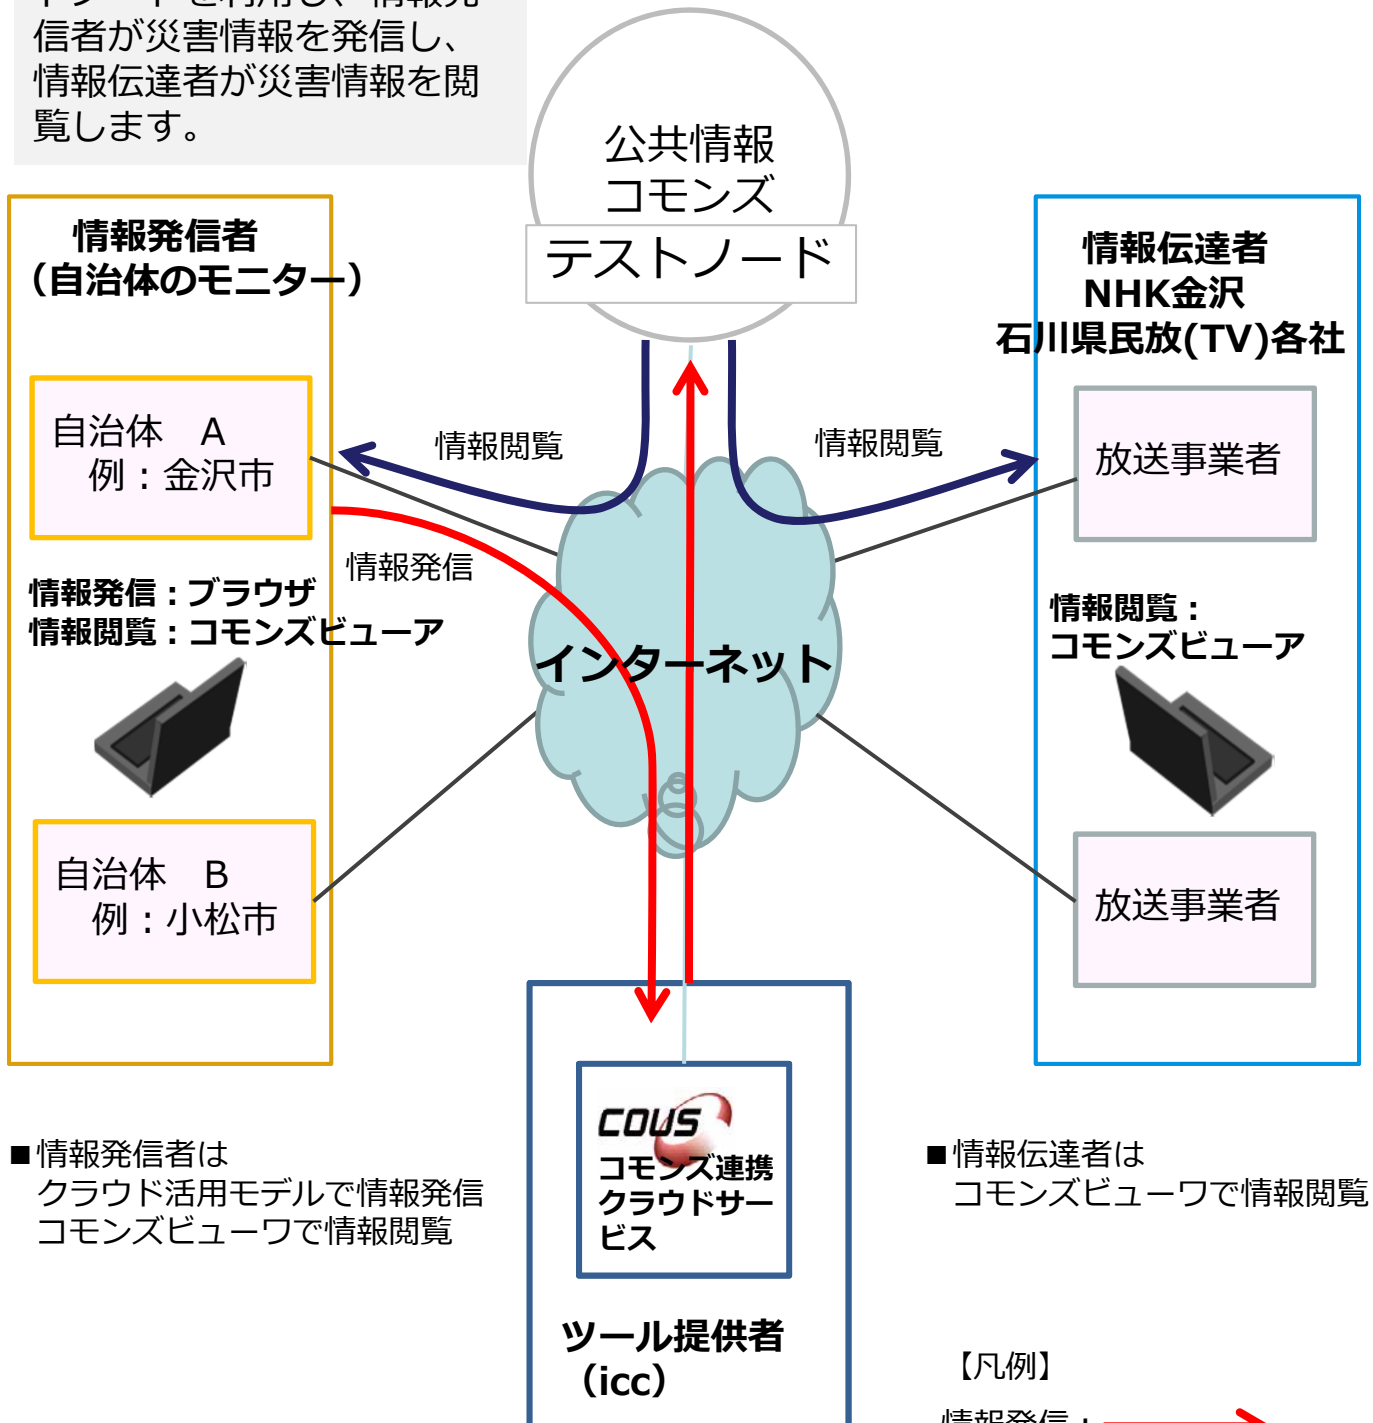 信者が災害情報を発信し、
情報伝達者が災害情報を閲
覧します。
公共情報
コモンズ
テストノード
情報発信者
（自治体のモニター）
自治体　A
例：金沢市
情報発信：ブラウザ
情報閲覧：コモンズビューア
自治体　B
例：小松市
情報閲覧
情報発信
情報閲覧
インターネット
情報伝達者
NHK金沢
石川県民放(TV)各社
放送事業者
情報閲覧：
コモンズビューア
放送事業者
COUS
コモンズ連携
クラウドサー
ビス
ツール提供者
（icc）
■情報発信者は
クラウド活用モデルで情報発信
コモンズビューワで情報閲覧
■情報伝達者は
コモンズビューワで情報閲覧
【凡例】
情報発信：